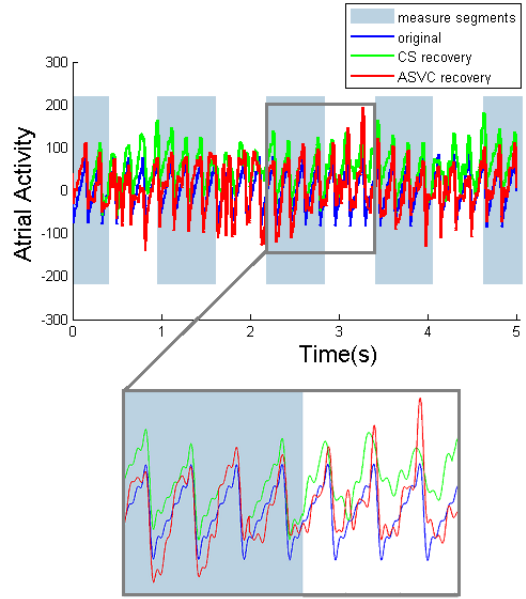 measure segments
original
CS recovery
ASVC recovery
300
200
100
0
-100
-200
-300
Atrial Activity
0
1
2
3
4
5
Time(s)